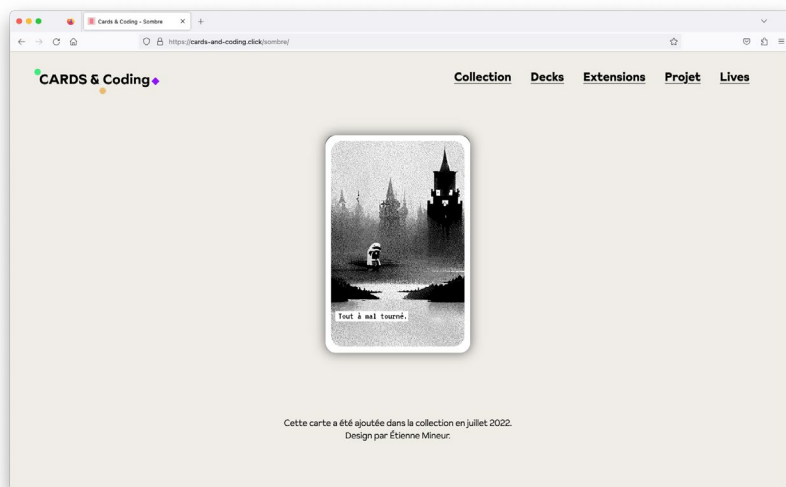 Cards & Coding - Sombre
https://cards-and-coding.click/sombre/
CARDS & Coding
Collection Decks Extensions Projet Lives
Tout à mal tourné.
Cette carte a été ajoutée dans la collection en juillet 2022.
Design par Étienne Mineur.